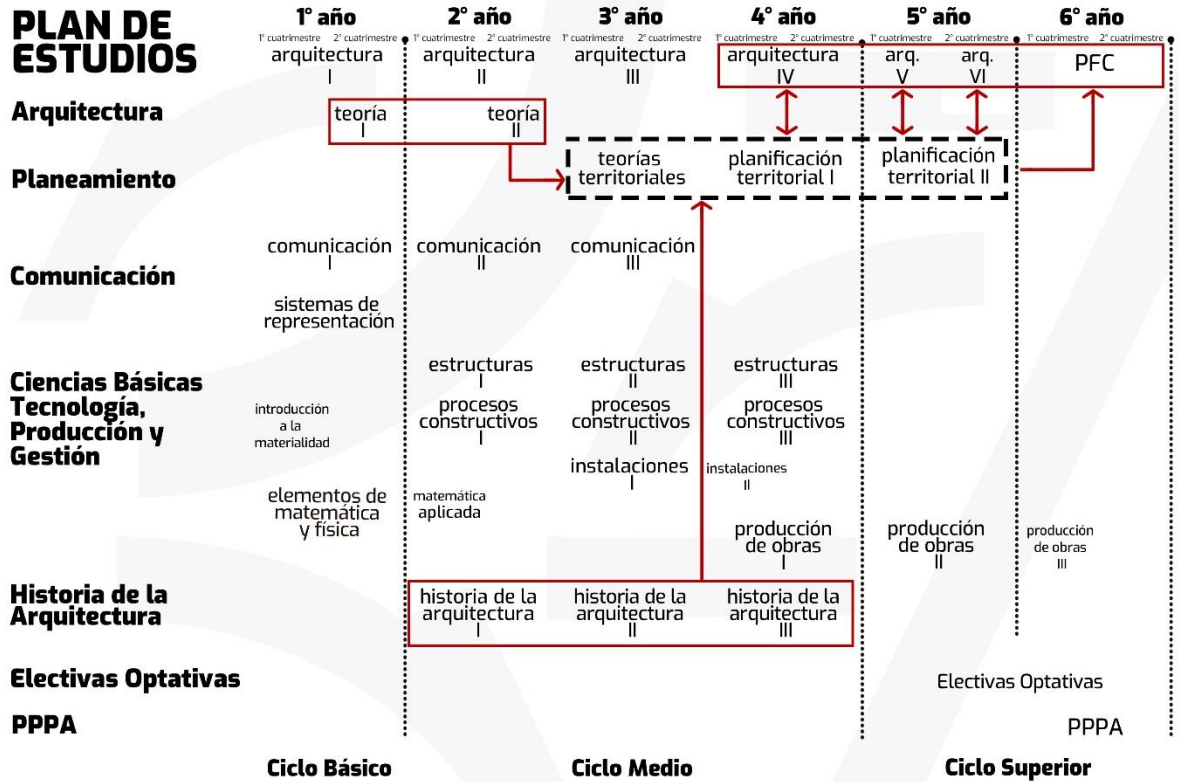 PLAN DE
ESTUDIOS
1° año 2° año 3° año 4° año 5° año 6° año
1° cuatrimestre 2° cuatrimestre 1° cuatrimestre 2° cuatrimestre 1° cuatrimestre 2° cuatrimestre 1° cuatrimestre 2° cuatrimestre 1° cuatrimestre 2° cuatrimestre 1° cuatrimestre 2° cuatrimestre
Arquitectura
arquitectura
I
arquitectura
II
arquitectura
III
arquitectura
IV
arq.
V
arq.
VI
PFC
teoría
I
teoría
II
Planeamiento
teorías
territoriales
planificación
territorial I
planificación
territorial II
Comunicación
comunicación
I
comunicación
II
comunicación
III
sistemas de
representación
Ciencias Básicas
Tecnología,
Producción y
Gestión
estructuras
I
estructuras
II
estructuras
III
introducción
a la
materialidad
procesos
constructivos
I
procesos
constructivos
II
procesos
constructivos
III
instalaciones
I
instalaciones
II
elementos de
matemática
y física
matemática
aplicada
producción
de obras
I
producción
de obras
II
producción
de obras
III
Historia de la
Arquitectura
historia de la
arquitectura
I
historia de la
arquitectura
II
historia de la
arquitectura
III
Electivas Optativas
Electivas Optativas
PPPA
PPPA
Ciclo Básico
Ciclo Medio
Ciclo Superior